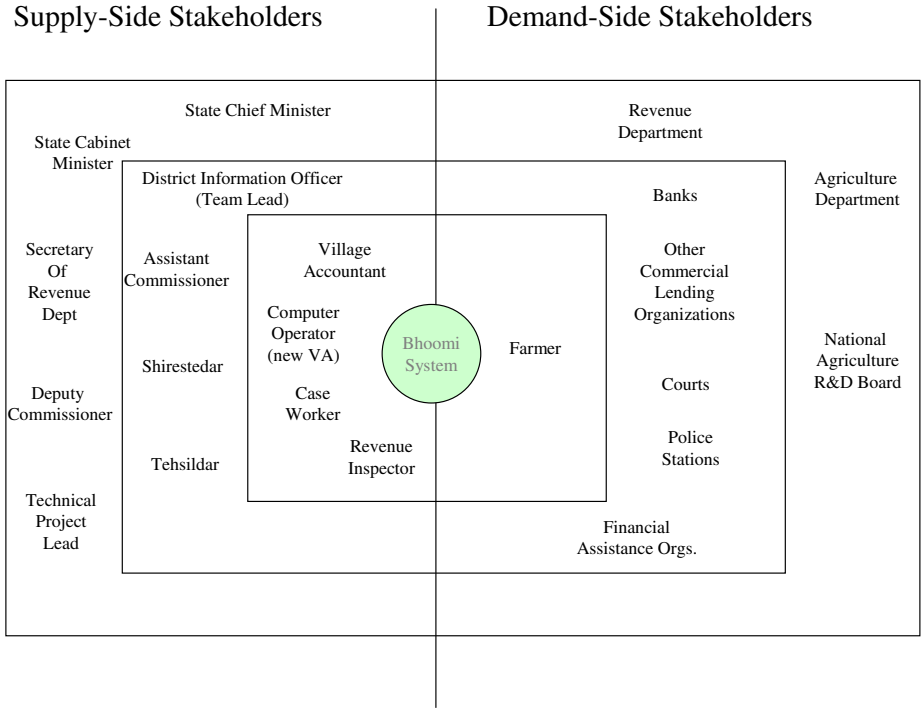 Supply-Side Stakeholders
Demand-Side Stakeholders
State Chief Minister
State Cabinet
Minister
Secretary
Of
Revenue
Dept
Deputy
Commissioner
Technical
Project
Lead
District Information Officer
(Team Lead)
Assistant
Commissioner
Shirestedar
Tehsildar
Village
Accountant
Computer
Operator
(new VA)
Case
Worker
Revenue
Inspector
Bhoomi
System
Farmer
Banks
Other
Commercial
Lending
Organizations
Courts
Police
Stations
Financial
Assistance Orgs.
Revenue
Department
Agriculture
Department
National
Agriculture
R&D Board